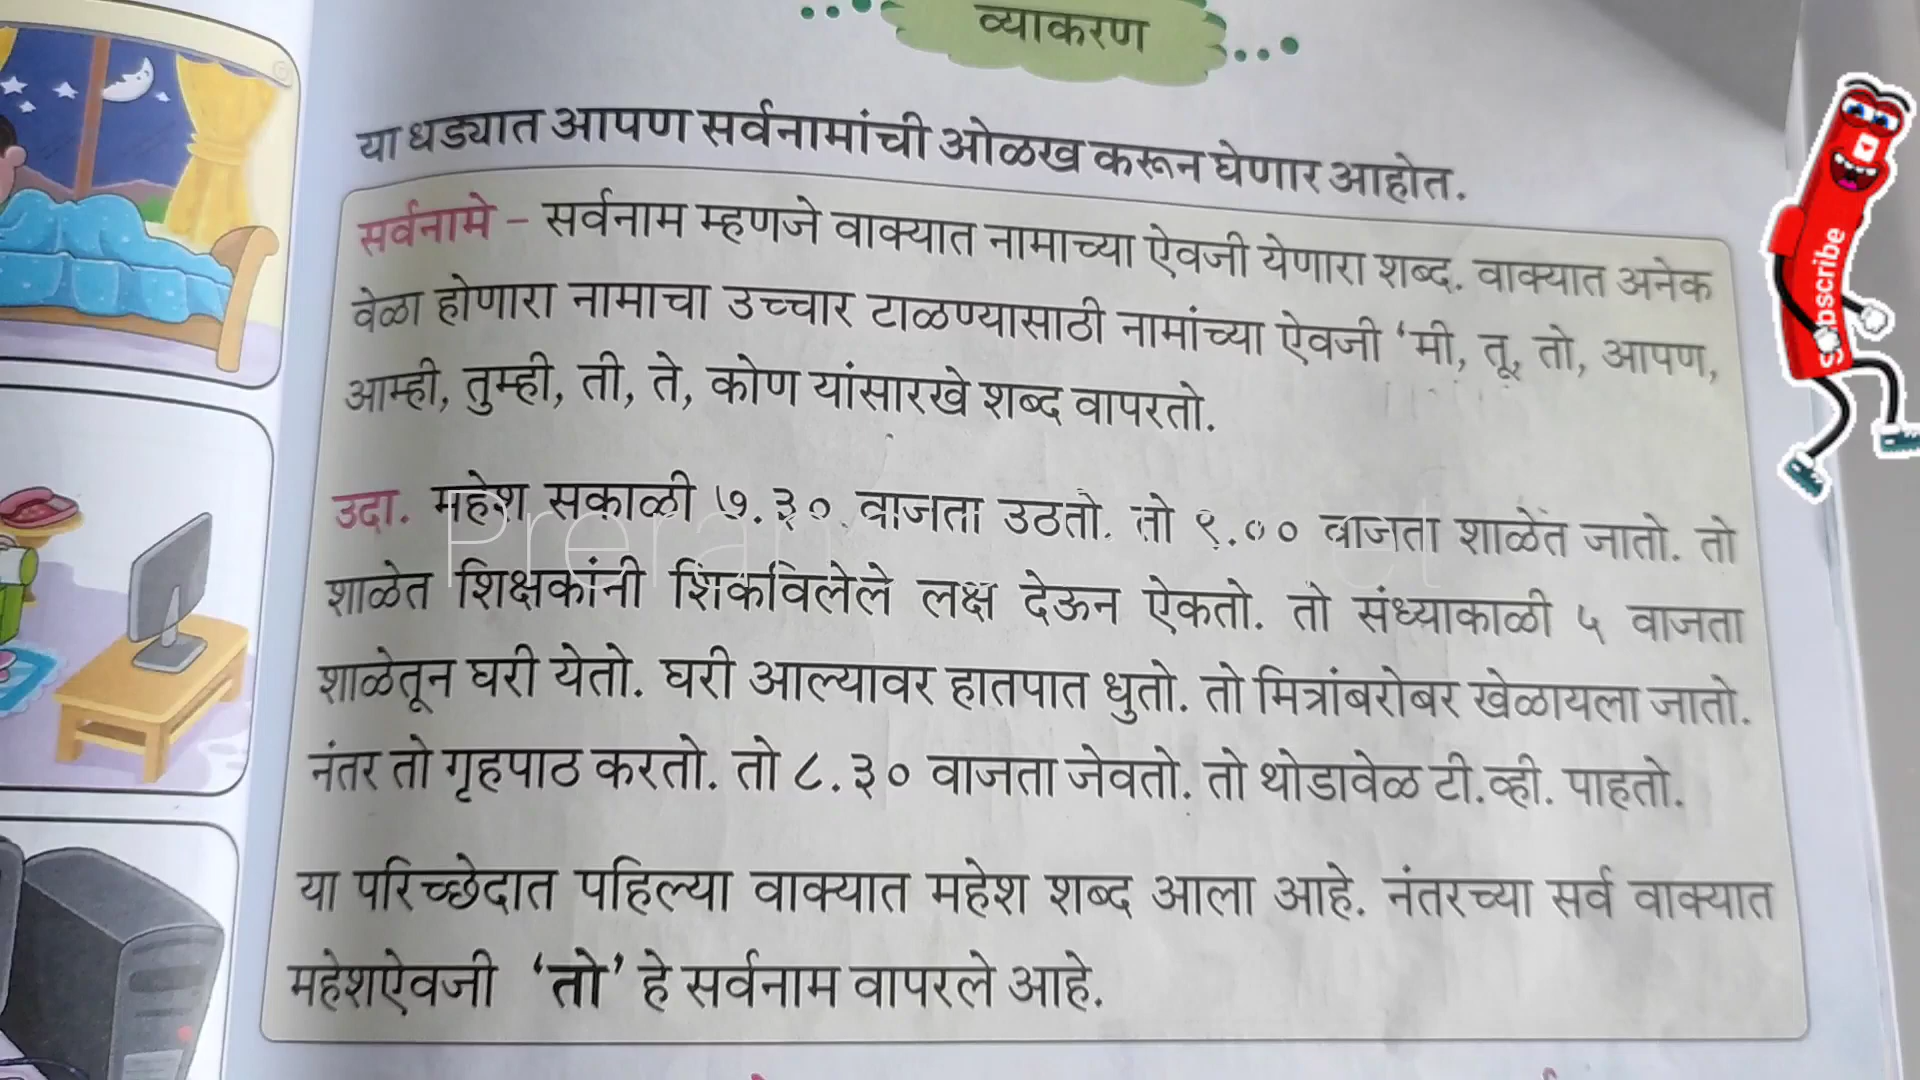 व्याकरण
या धड्यात आपण सर्वनामांची ओळख करून घेणार आहोत.
सर्वनामे – सर्वनाम म्हणजे वाक्यात नामाच्या ऐवजी येणारा शब्द. वाक्यात अनेक
वेळा होणारा नामाचा उच्चार टाळण्यासाठी नामांच्या ऐवजी ‘मी, तू, तो, आपण,
आम्ही, तुम्ही, ती, ते, कोण यांसारखे शब्द वापरतो.
उदा. महेश सकाळी ७.३० वाजता उठतो. तो ९.०० वाजता शाळेत जातो. तो
शाळेत शिक्षकांनी शिकविलेले लक्ष देऊन ऐकतो. तो संध्याकाळी ५ वाजता
शाळेतून घरी येतो. घरी आल्यावर हातपात धुतो. तो मित्रांबरोबर खेळायला जातो.
नंतर तो गृहपाठ करतो. तो ८.३० वाजता जेवतो. तो थोडावेळ टी.व्ही. पाहतो.
या परिच्छेदात पहिल्या वाक्यात महेश शब्द आला आहे. नंतरच्या सर्व वाक्यात
महेशऐवजी ‘तो’ हे सर्वनाम वापरले आहे.
Subscribe